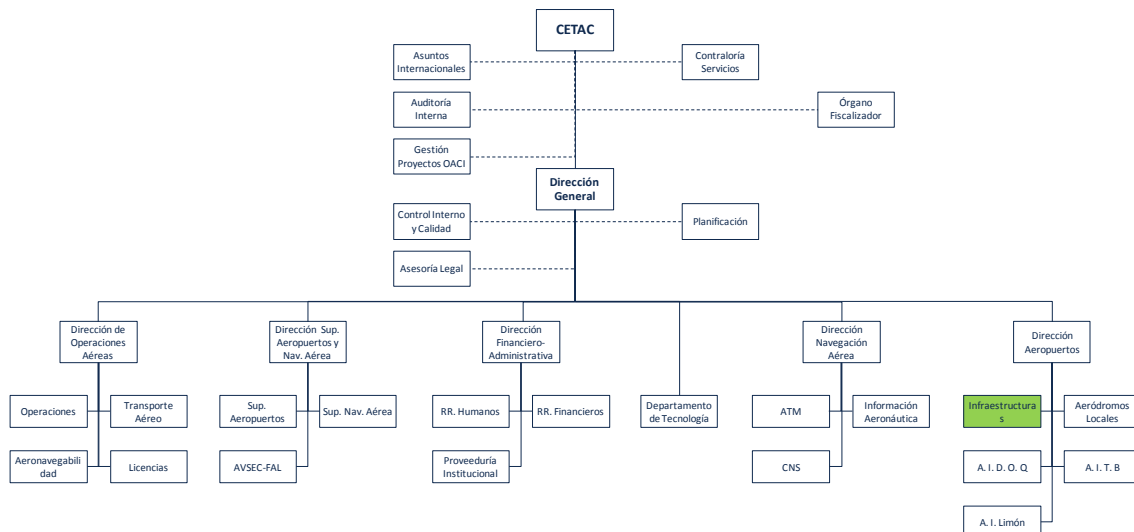 CETAC
Asuntos
Internacionales
Contraloría
Servicios
Auditoría
Interna
Órgano
Fiscalizador
Gestión
Proyectos OACI
Dirección
General
Control Interno
y Calidad
Planificación
Asesoría Legal
Dirección de
Operaciones
Aéreas
Dirección Sup.
Aeropuertos y
Nav. Aérea
Dirección
Financiero-
Administrativa
Dirección
Navegación
Aérea
Dirección
Aeropuertos
Operaciones
Transporte
Aéreo
Sup.
Aeropuertos
Sup. Nav. Aérea
RR. Humanos
RR. Financieros
Departamento
de Tecnología
ATM
Información
Aeronáutica
Infraestructura
s
Aeródromos
Locales
Aeronavegabili
dad
Licencias
AVSEC-FAL
Proveeduría
Institucional
CNS
A. I. D. O. Q
A. I. T. B
A. I. Limón